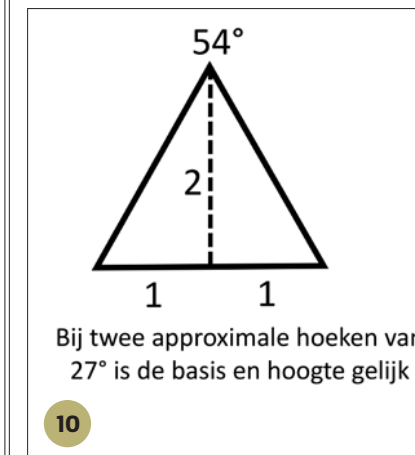 54°
2
1 1
Bij twee approximale hoeken van
27° is de basis en hoogte gelijk
10